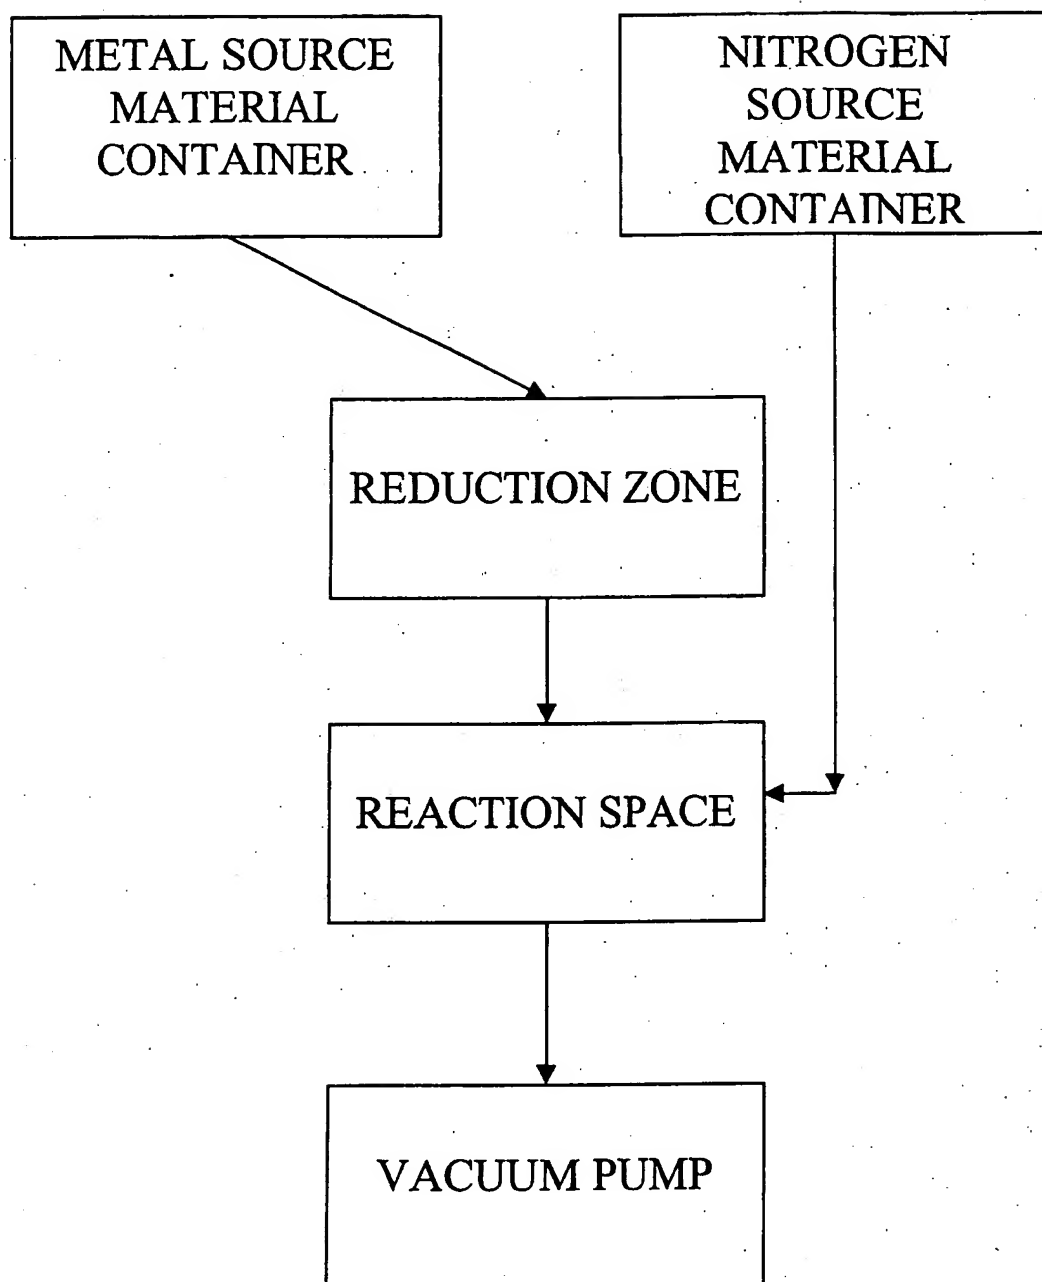 METAL SOURCE
MATERIAL
CONTAINER
NITROGEN
SOURCE
MATERIAL
CONTAINER
REDUCTION ZONE
REACTION SPACE
VACUUM PUMP